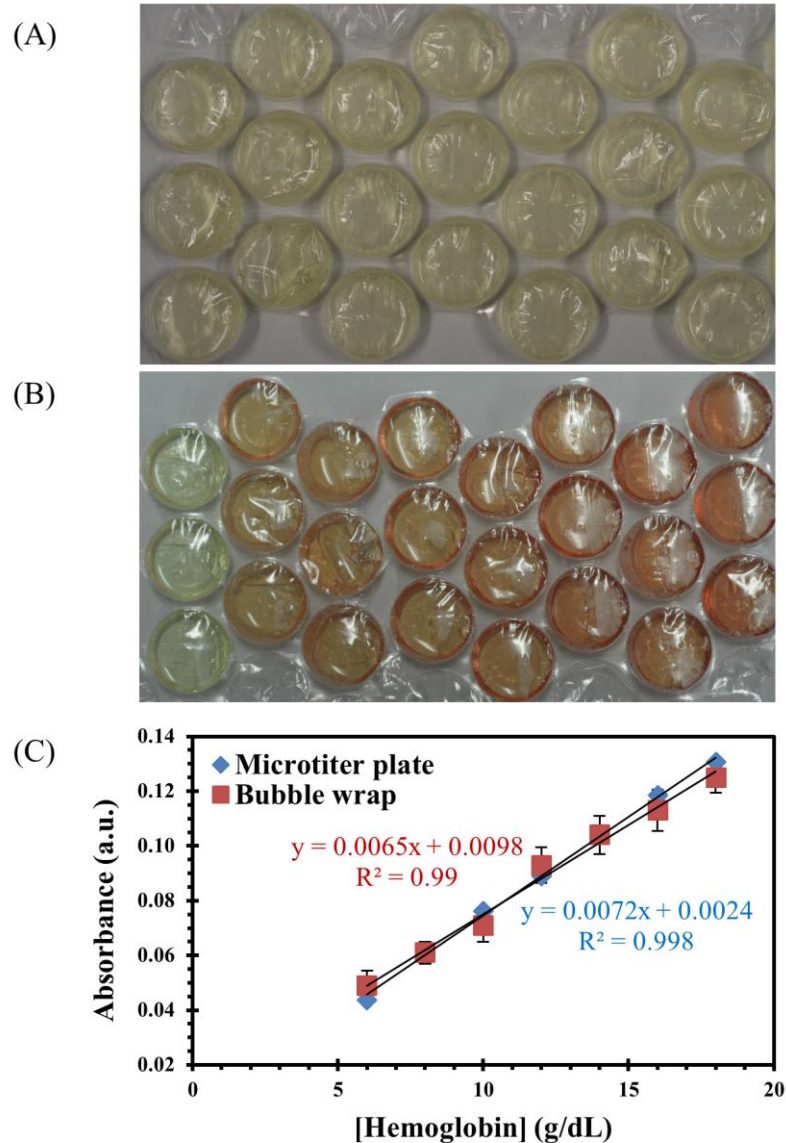 (A)
(B)
(C)
0.14
0.12
0.10
0.08
0.06
0.04
0.02
Absorbance (a.u.)
Microtiter plate
Bubble wrap
y = 0.0065x + 0.0098
R² = 0.99
y = 0.0072x + 0.0024
R² = 0.998
0 5 10 15 20
[Hemoglobin] (g/dL)